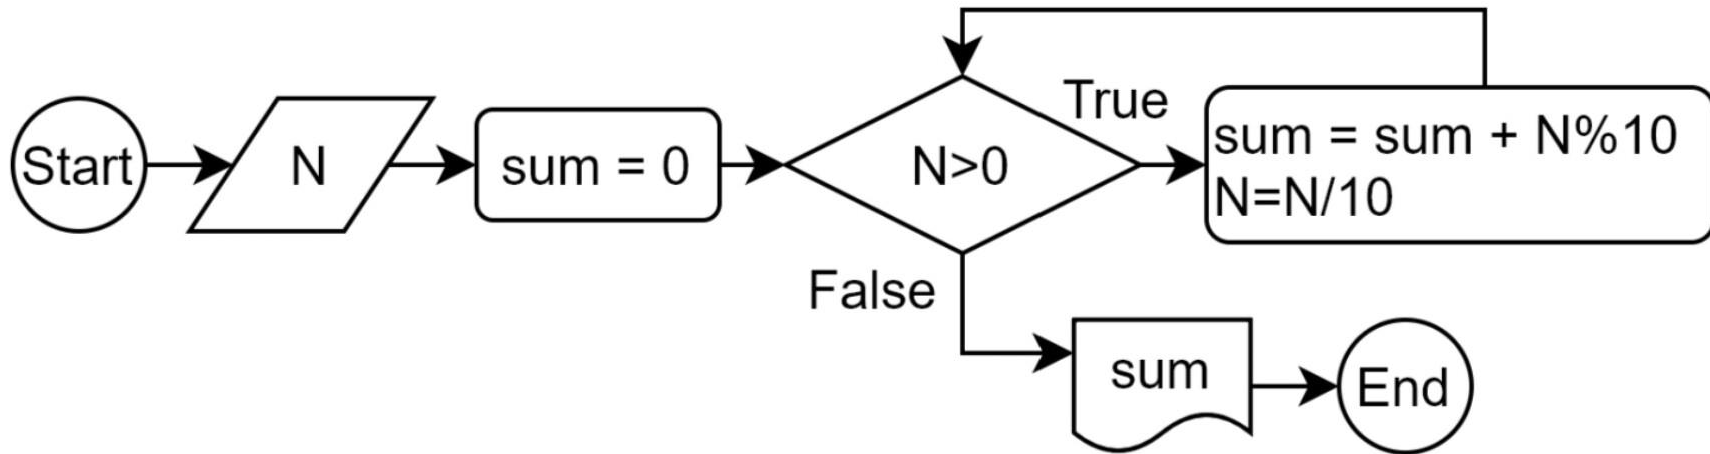 Start
N
sum = 0
N>0
True
sum = sum + N%10
N=N/10
False
sum
End